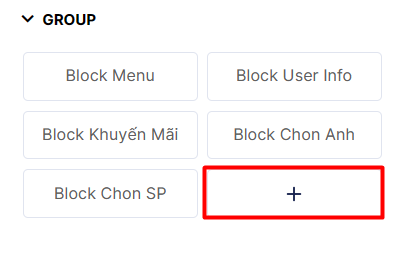 GROUP
Block Menu
Block User Info
Block Khuyến Mãi
Block Chon Anh
Block Chon SP
+